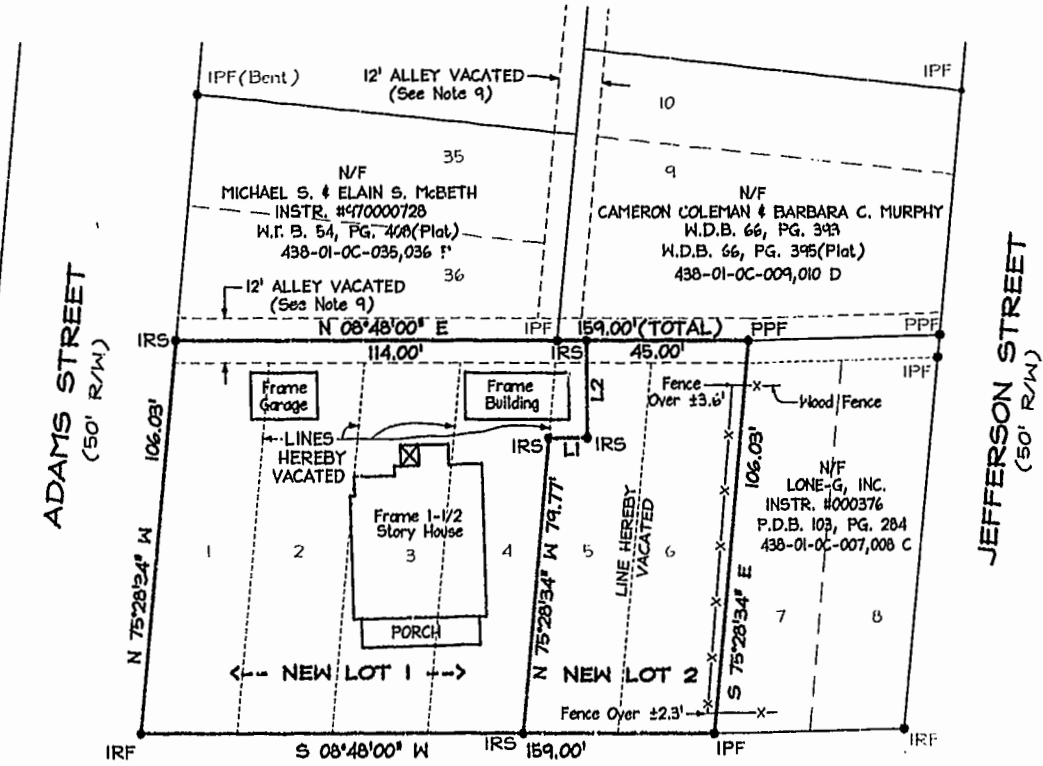 IPF (Bent)
12' ALLEY VACATED
(See Note 9)
IPF
10
35
9
N/F
MICHAEL S. & ELAIN S. McBETH
INSTR. #970000728
54, PG. 408(Plat)
438-01-0C-035,036
36
N/F
CAMERON COLEMAN & BARBARA C. MURPHY
W.D.B. 66, PG. 393
W.D.B. 66, PG. 395(Plat)
438-01-0C-009,010 D
12' ALLEY VACATED
(See Note 9)
ADAMS STREET
(50' R/W)
JEFFERSON STREET
(50' R/W)
IRS
N 08°48'00" E
IPF
159.00'(TOTAL)
PPF
PPF
114.00'
IRS
45.00'
IPF
Frame
Garage
Frame
Building
L2
Fence
Over ±3.6'
Wood Fence
LINES
HEREBY
VACATED
IRS
L1
IRS
106.03'
N 75°28'34" W
Frame 1-1/2
Story House
N 75°28'34" W 79.77'
LINE HEREBY
VACATED
106.03'
S 75°28'34" E
N/F
LONE-G, INC.
INSTR. #000376
P.D.B. 103, PG. 284
438-01-0C-007,008 C
1
2
3
4
5
6
7
8
PORCH
<-- NEW LOT 1 -->
NEW LOT 2
Fence Over ±2.3'
IRF
S 08°48'00" W
IRS
159.00'
IPF
IRF